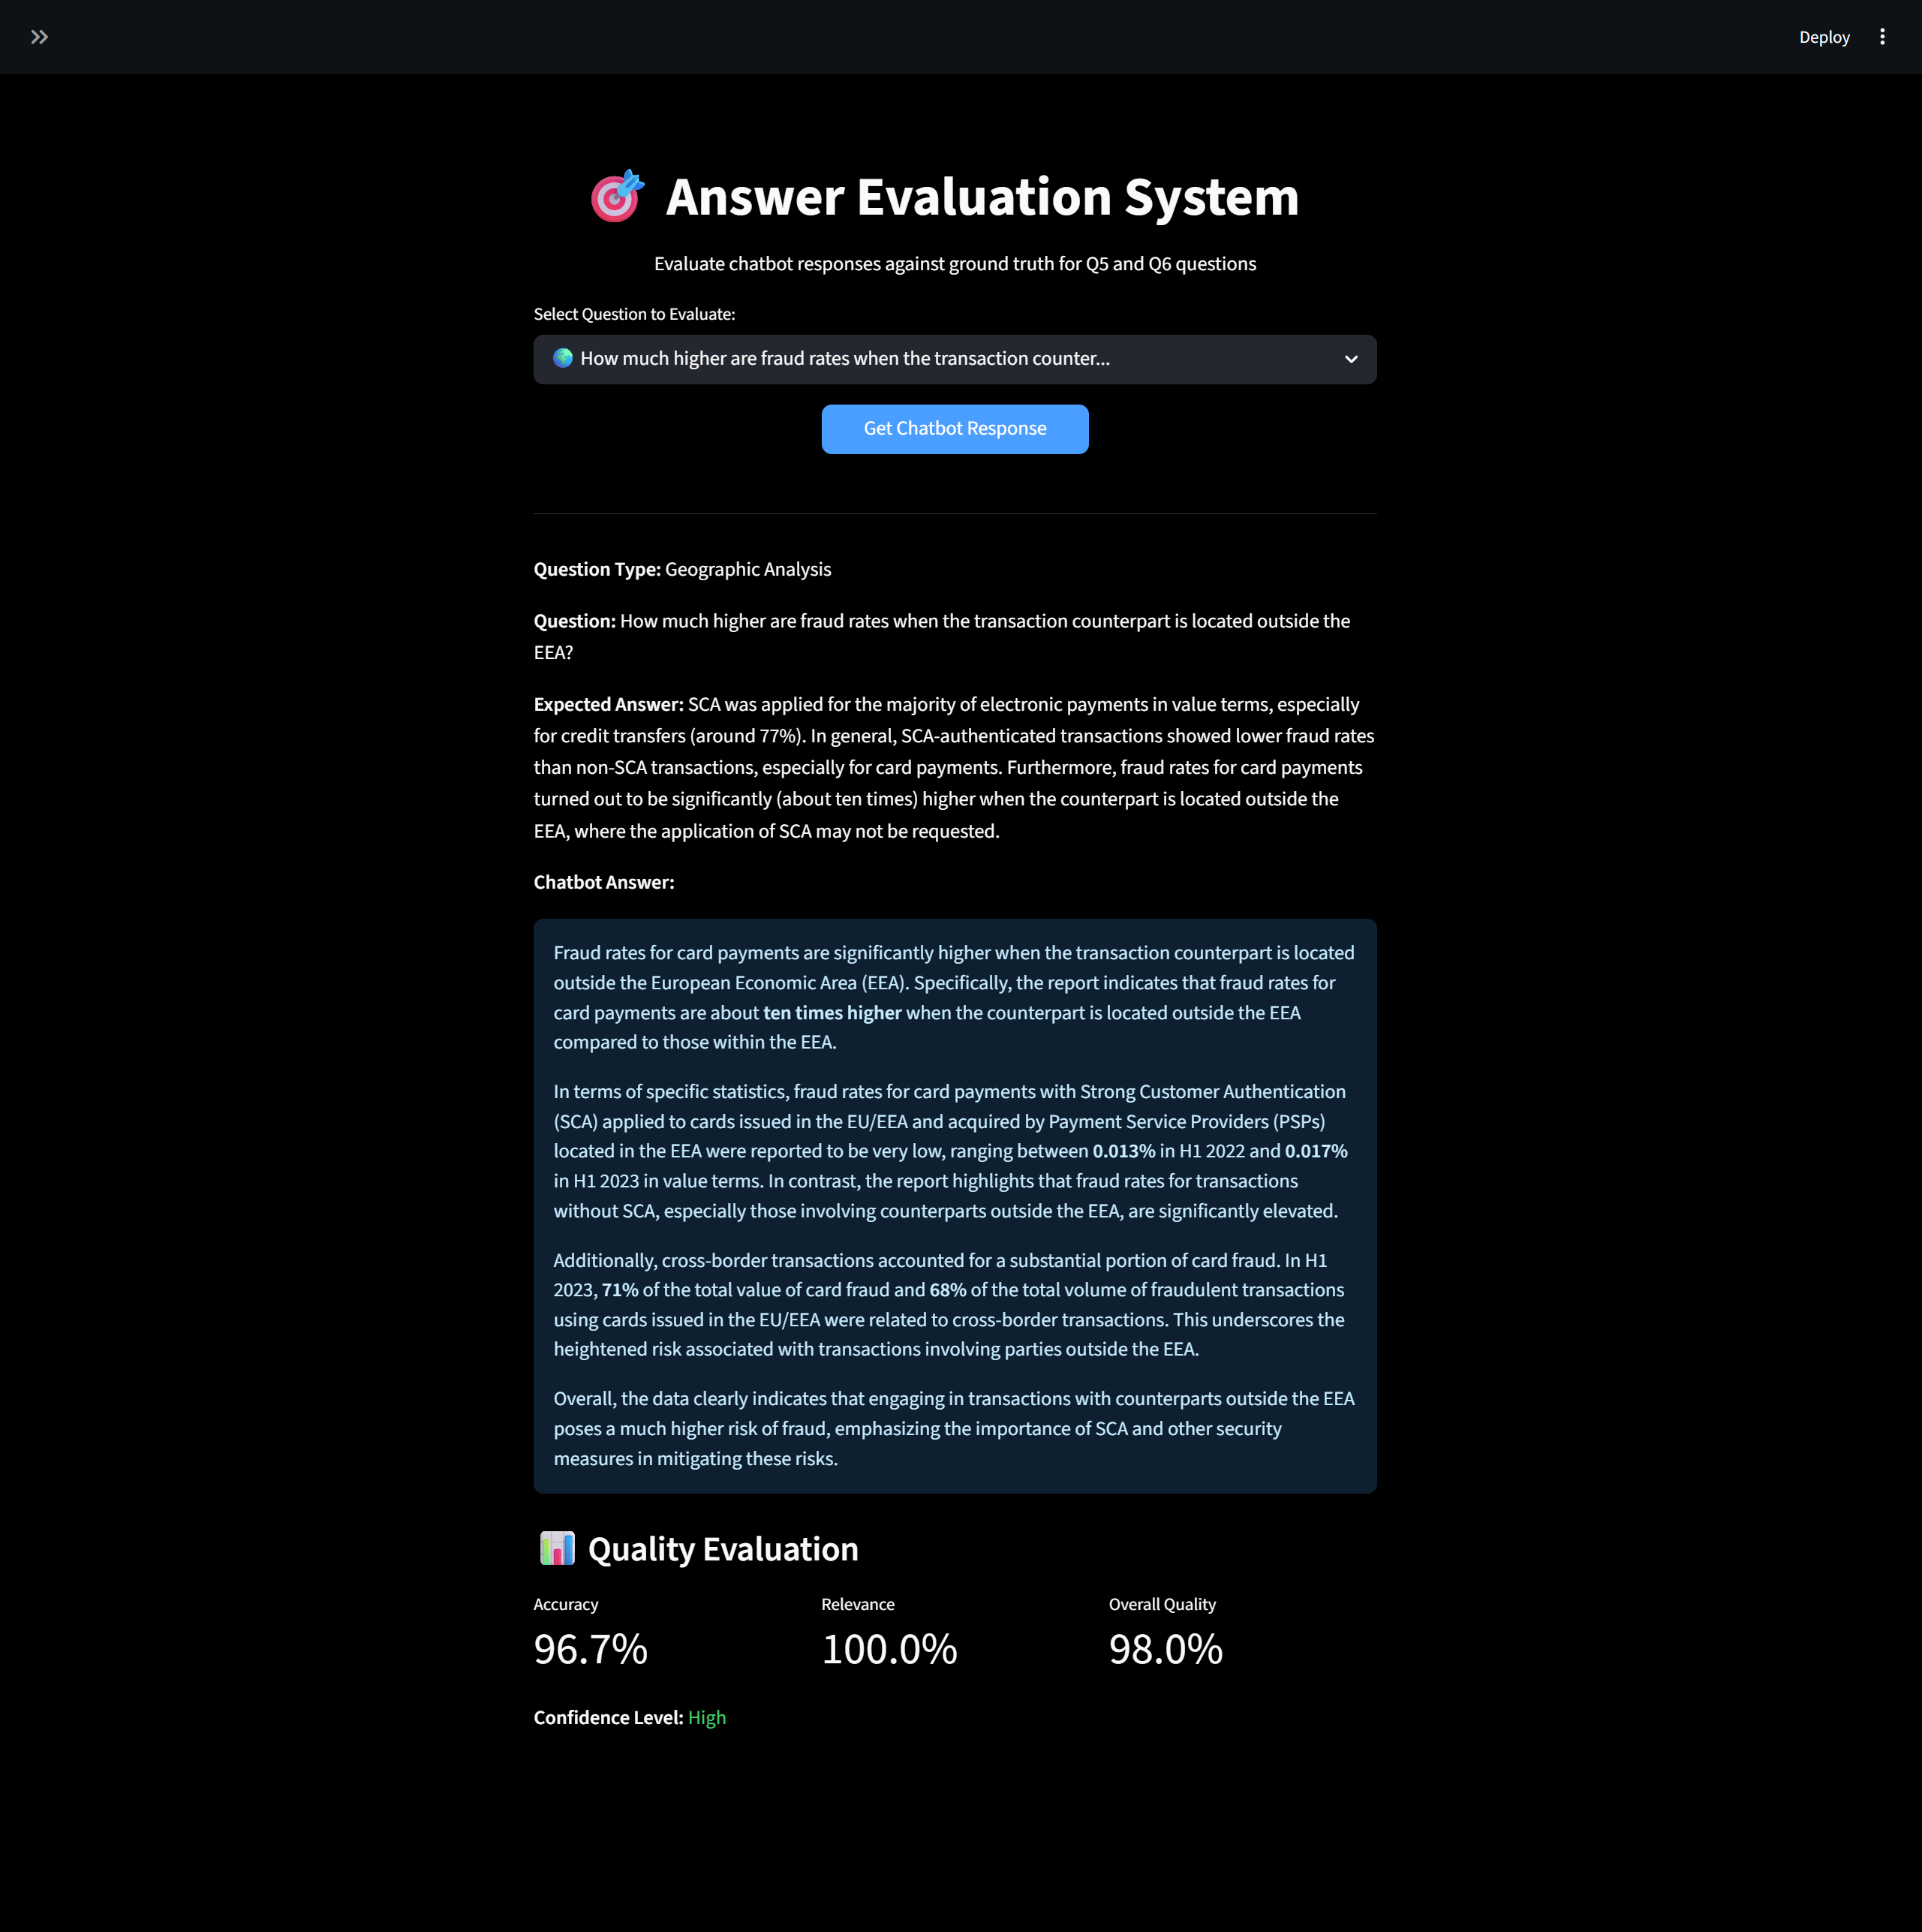 Deploy
Answer Evaluation System
Evaluate chatbot responses against ground truth for Q5 and Q6 questions
Select Question to Evaluate:
How much higher are fraud rates when the transaction counter...
Get Chatbot Response
Question Type: Geographic Analysis
Question: How much higher are fraud rates when the transaction counterpart is located outside the
EEA?
Expected Answer: SCA was applied for the majority of electronic payments in value terms, especially
for credit transfers (around 77%). In general, SCA-authenticated transactions showed lower fraud rates
than non-SCA transactions, especially for card payments. Furthermore, fraud rates for card payments
turned out to be significantly (about ten times) higher when the counterpart is located outside the
EEA, where the application of SCA may not be requested.
Chatbot Answer:
Fraud rates for card payments are significantly higher when the transaction counterpart is located
outside the European Economic Area (EEA). Specifically, the report indicates that fraud rates for
card payments are about ten times higher when the counterpart is located outside the EEA
compared to those within the EEA.
In terms of specific statistics, fraud rates for card payments with Strong Customer Authentication
(SCA) applied to cards issued in the EU/EEA and acquired by Payment Service Providers (PSPs)
located in the EEA were reported to be very low, ranging between 0.013% in H1 2022 and 0.017%
in H1 2023 in value terms. In contrast, the report highlights that fraud rates for transactions
without SCA, especially those involving counterparts outside the EEA, are significantly elevated.
Additionally, cross-border transactions accounted for a substantial portion of card fraud. In H1
2023, 71% of the total value of card fraud and 68% of the total volume of fraudulent transactions
using cards issued in the EU/EEA were related to cross-border transactions. This underscores the
heightened risk associated with transactions involving parties outside the EEA.
Overall, the data clearly indicates that engaging in transactions with counterparts outside the EEA
poses a much higher risk of fraud, emphasizing the importance of SCA and other security
measures in mitigating these risks.
Quality Evaluation
Accuracy
Relevance
Overall Quality
96.7%
100.0%
98.0%
Confidence Level: High